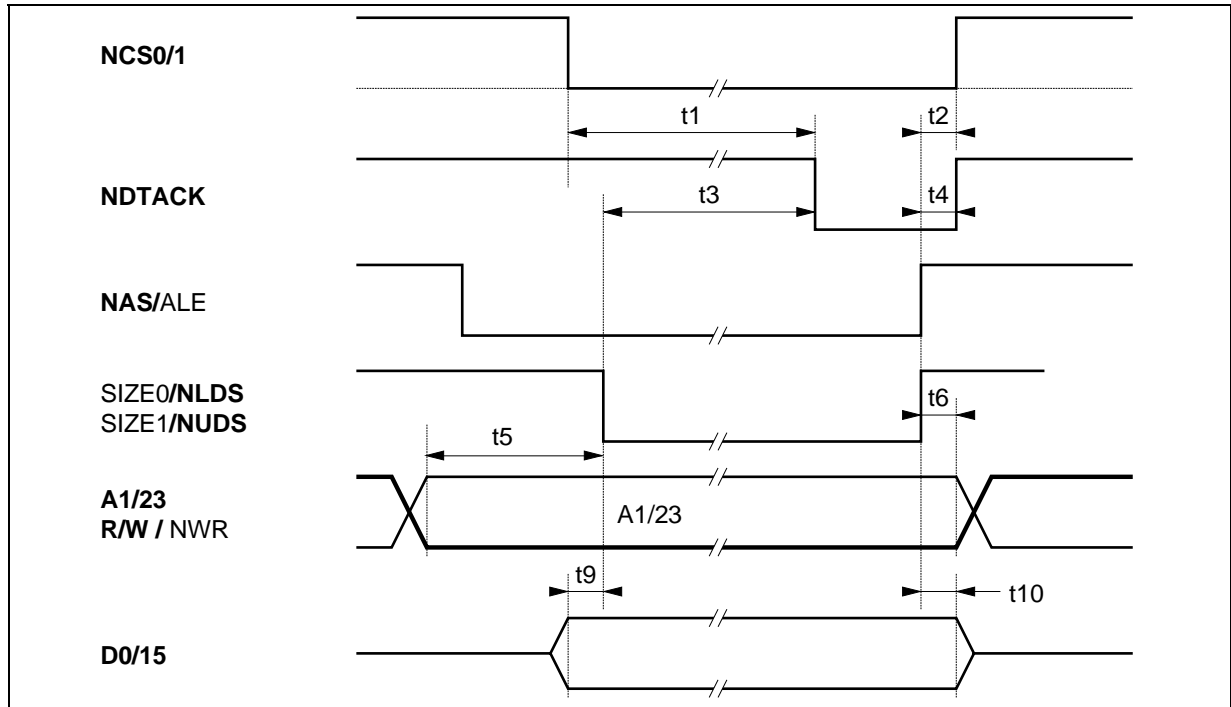 NCS0/1
t1
t2
NDTACK
t3
t4
NAS/ALE
SIZE0/NLDS
SIZE1/NUDS
t5
t6
A1/23
R/W / NWR
A1/23
t9
t10
D0/15